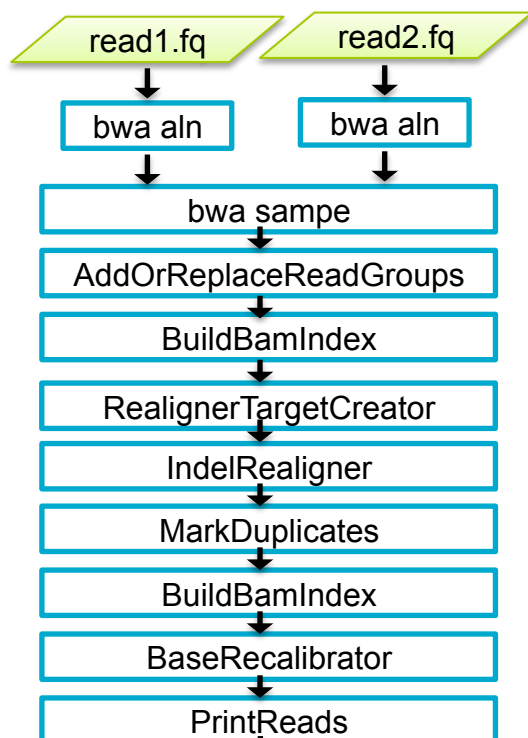 read1.fq
read2.fq
bwa aln
bwa aln
bwa sampe
AddOrReplaceReadGroups
BuildBamIndex
RealignerTargetCreator
IndelRealigner
MarkDuplicates
BuildBamIndex
BaseRecalibrator
PrintReads